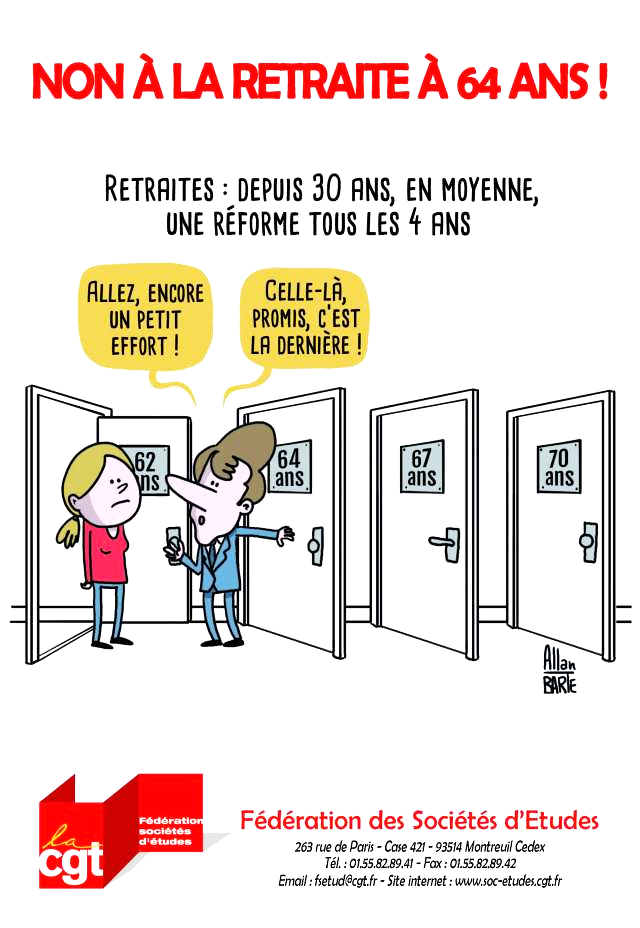 NON À LA RETRAITE À 64 ANS !
RETRAITES : DEPUIS 30 ANS, EN MOYENNE,
UNE RÉFORME TOUS LES 4 ANS
ALLEZ, ENCORE
UN PETIT
EFFORT !
CELLE-LÀ,
PROMIS, C'EST
LA DERNIÈRE !
62
ns
64
ans
67
ans
70
ans
Allan
BARTE
la
cgt
Fédération
sociétés
d'études
Fédération des Sociétés d'Etudes
263 rue de Paris - Case 421 - 93514 Montreuil Cedex
Tél. : 01.55.82.89.41 - Fax : 01.55.82.89.42
Email : fsetud@cgt.fr - Site internet : www.soc-etudes.cgt.fr